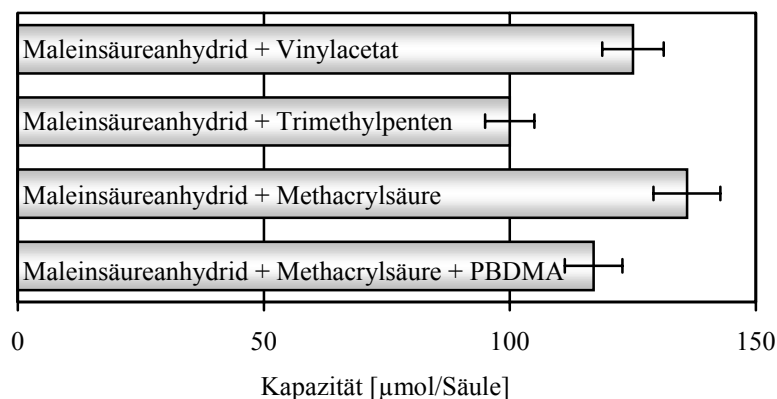 Maleinsäureanhydrid + Vinylacetat
Maleinsäureanhydrid + Trimethylpenten
Maleinsäureanhydrid + Methacrylsäure
Maleinsäureanhydrid + Methacrylsäure + PBDMA
0 50 100 150
Kapazität [µmol/Säule]